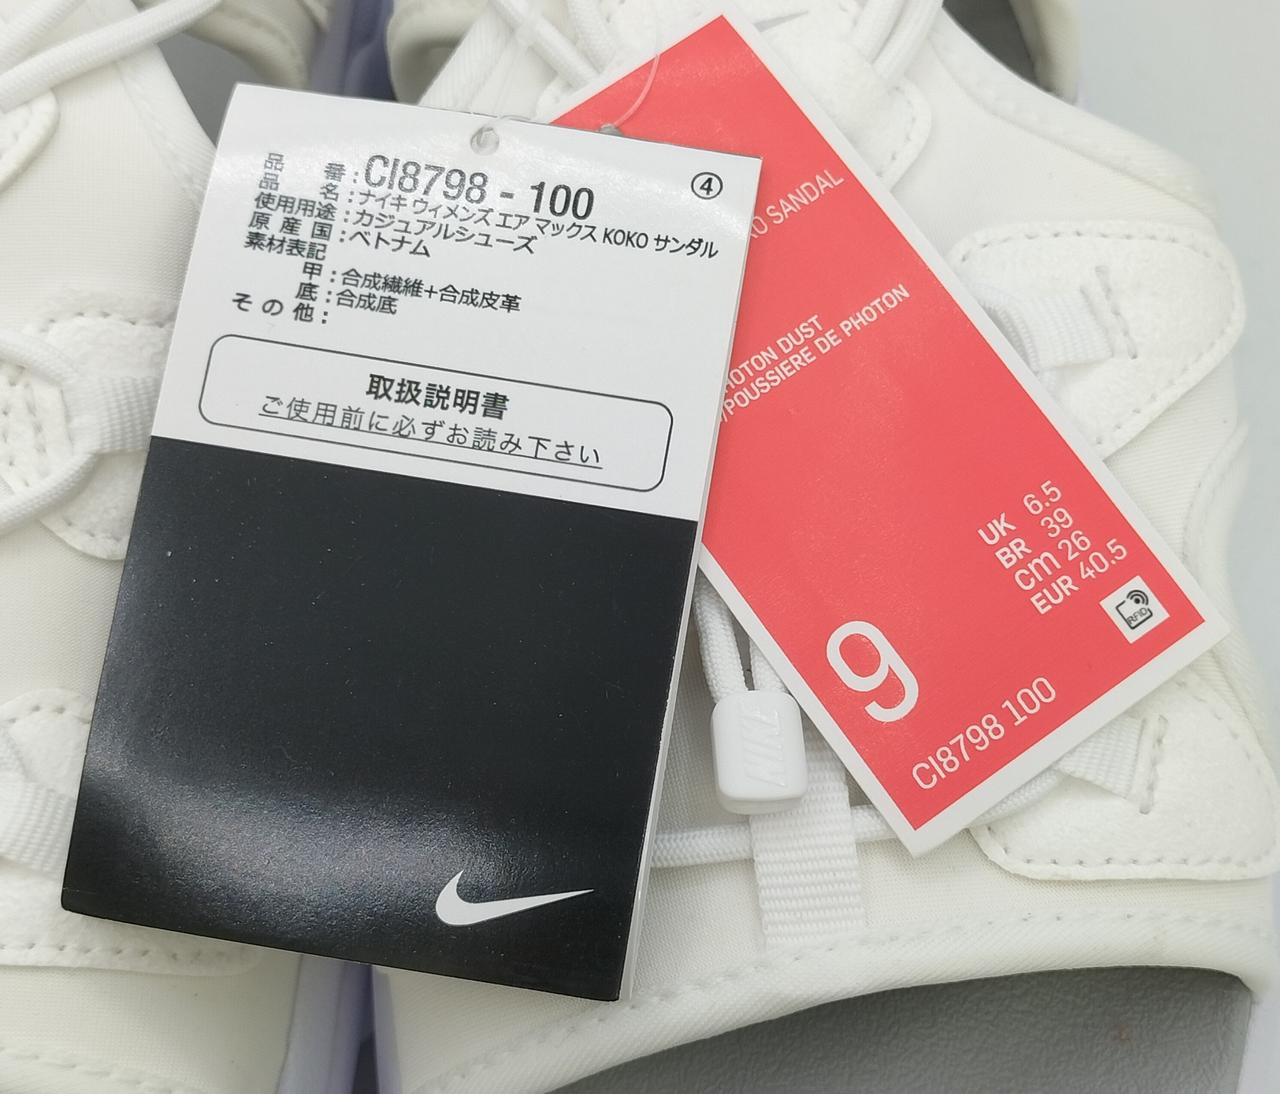 ④
品番：CI8798 - 100
品名：ナイキ ウィメンズ エア マックス KOKO サンダル
使用用途：カジュアルシューズ
原産国：ベトナム
素材表記
甲：合成繊維+合成皮革
底：合成底
その他：
取扱説明書
ご使用前に必ずお読み下さい
SANDAL
DUST
/POUSSIERE DE PHOTON
UK 6.5
BR 39
cm 26
EUR 40.5
RFID
9
CI8798 100
NIKE